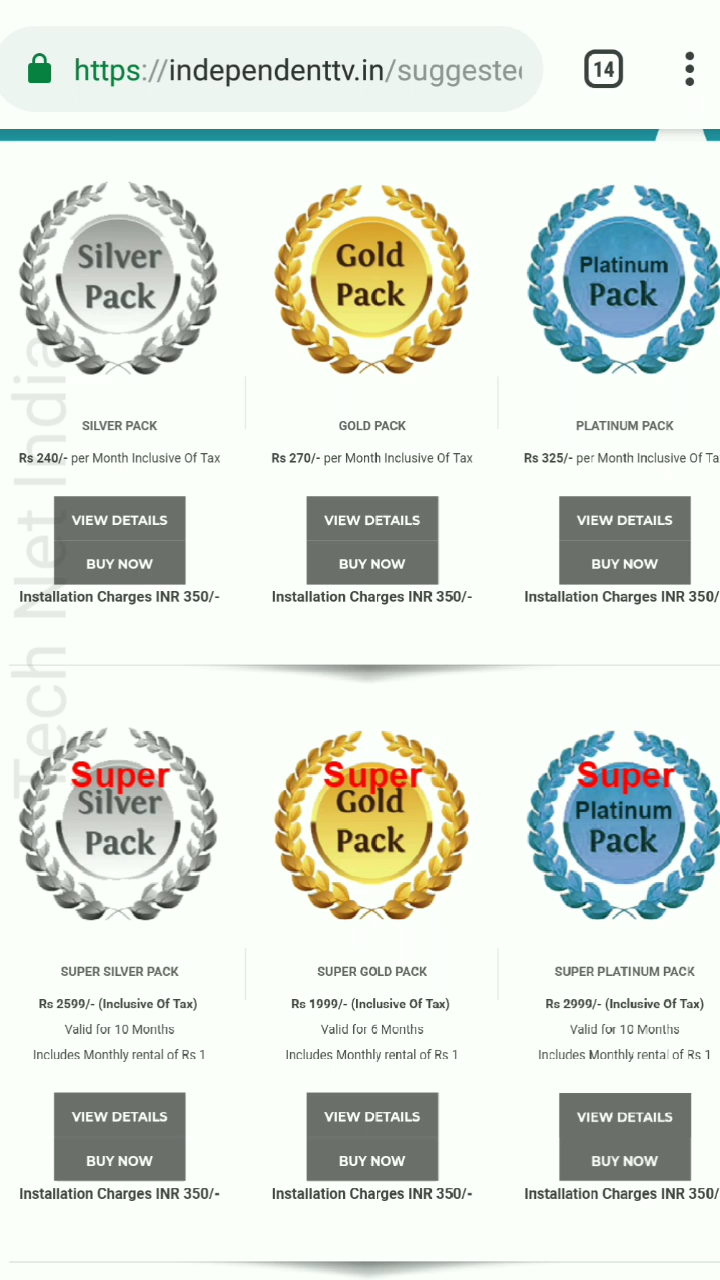 https://independenttv.in/suggested
14
Silver Pack
Gold Pack
Platinum Pack
SILVER PACK
GOLD PACK
PLATINUM PACK
Rs 240/- per Month Inclusive Of Tax
Rs 270/- per Month Inclusive Of Tax
Rs 325/- per Month Inclusive Of Ta
VIEW DETAILS
VIEW DETAILS
VIEW DETAILS
BUY NOW
BUY NOW
BUY NOW
Installation Charges INR 350/-
Installation Charges INR 350/-
Installation Charges INR 350/
Tech Net India
Super Silver Pack
Super Gold Pack
Super Platinum Pack
SUPER SILVER PACK
SUPER GOLD PACK
SUPER PLATINUM PACK
Rs 2599/- (Inclusive Of Tax)
Rs 1999/- (Inclusive Of Tax)
Rs 2999/- (Inclusive Of Tax)
Valid for 10 Months
Valid for 6 Months
Valid for 10 Months
Includes Monthly rental of Rs 1
Includes Monthly rental of Rs 1
Includes Monthly rental of Rs 1
VIEW DETAILS
VIEW DETAILS
VIEW DETAILS
BUY NOW
BUY NOW
BUY NOW
Installation Charges INR 350/-
Installation Charges INR 350/-
Installation Charges INR 350/